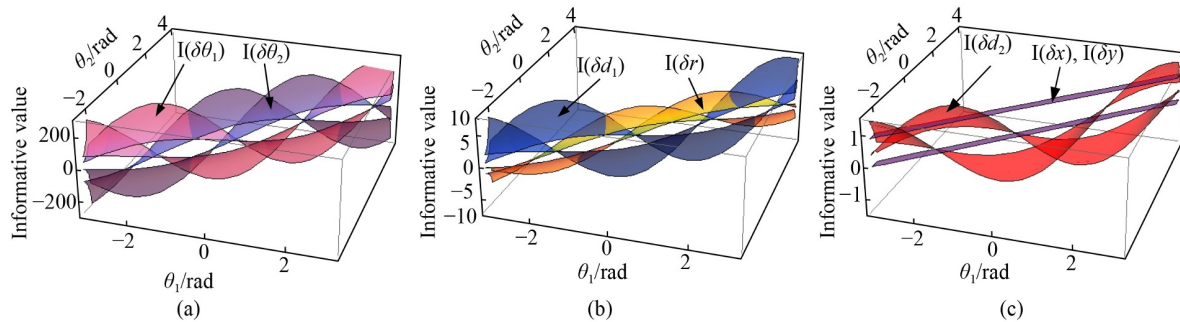 4
2
0
−2
θ₂/rad
I(δθ₁)
I(δθ₂)
200
0
−200
Informative value
−2
0
2
θ₁/rad
(a)
4
2
0
−2
θ₂/rad
I(δd₁)
I(δr)
10
5
0
−5
−10
Informative value
−2
0
2
θ₁/rad
(b)
4
2
0
−2
θ₂/rad
I(δd₂)
I(δx), I(δy)
1
0
−1
Informative value
−2
0
2
θ₁/rad
(c)